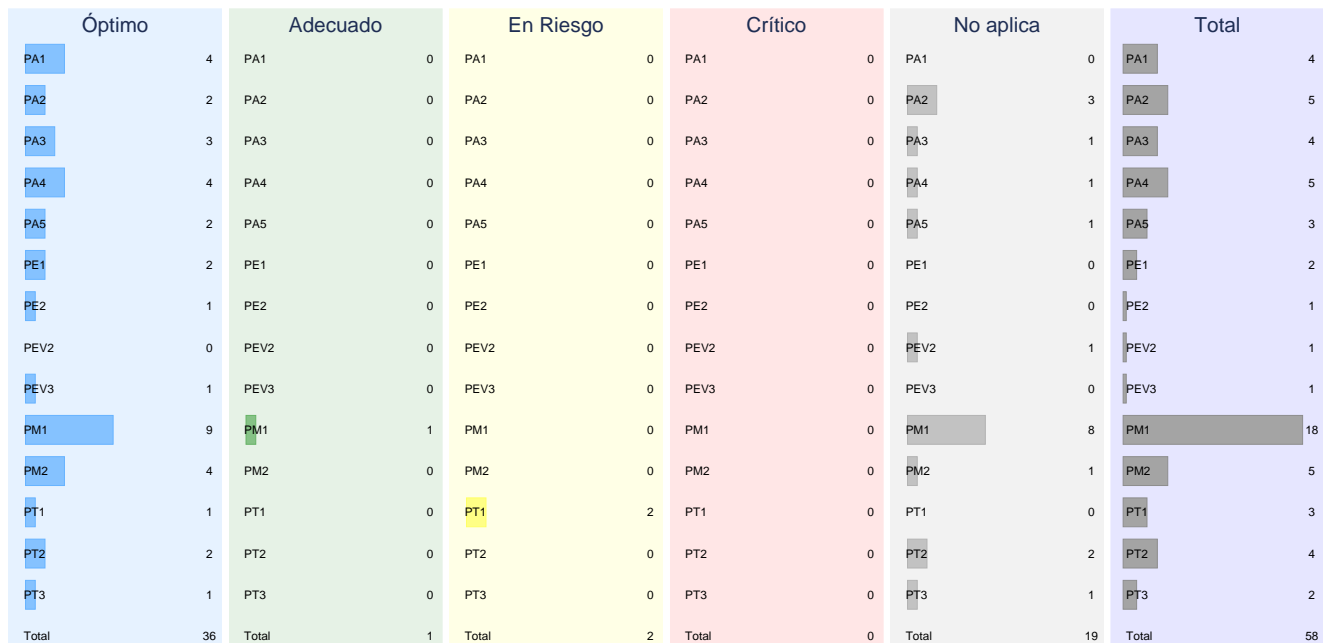 Óptimo Adecuado En Riesgo Crítico No aplica Total
PA1 4 PA1 0 PA1 0 PA1 0 PA1 0 PA1 4
PA2 2 PA2 0 PA2 0 PA2 0 PA2 3 PA2 5
PA3 3 PA3 0 PA3 0 PA3 0 PA3 1 PA3 4
PA4 4 PA4 0 PA4 0 PA4 0 PA4 1 PA4 5
PA5 2 PA5 0 PA5 0 PA5 0 PA5 1 PA5 3
PE1 2 PE1 0 PE1 0 PE1 0 PE1 0 PE1 2
PE2 1 PE2 0 PE2 0 PE2 0 PE2 0 PE2 1
PEV2 0 PEV2 0 PEV2 0 PEV2 0 PEV2 1 PEV2 1
PEV3 1 PEV3 0 PEV3 0 PEV3 0 PEV3 0 PEV3 1
PM1 9 PM1 1 PM1 0 PM1 0 PM1 8 PM1 18
PM2 4 PM2 0 PM2 0 PM2 0 PM2 1 PM2 5
PT1 1 PT1 0 PT1 2 PT1 0 PT1 0 PT1 3
PT2 2 PT2 0 PT2 0 PT2 0 PT2 2 PT2 4
PT3 1 PT3 0 PT3 0 PT3 0 PT3 1 PT3 2
Total 36 Total 1 Total 2 Total 0 Total 19 Total 58